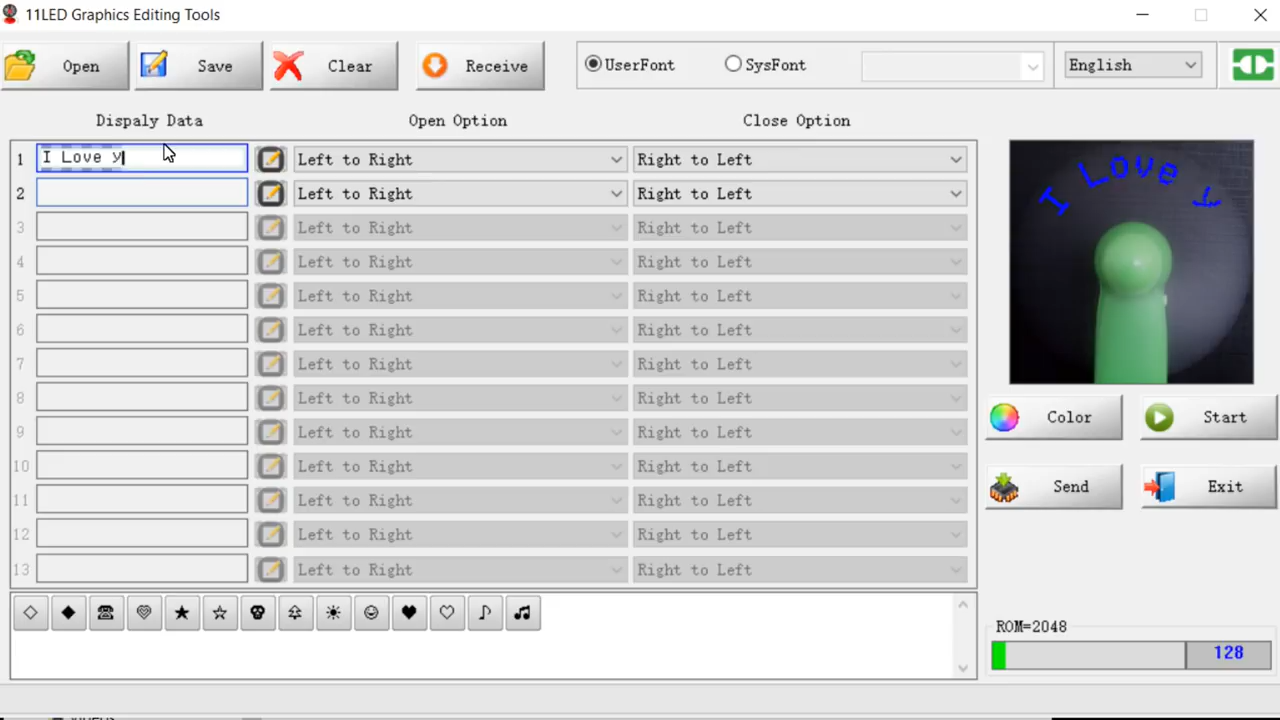 11LED Graphics Editing Tools
Open Save Clear Receive UserFont SysFont English
Dispaly Data Open Option Close Option
1 I Love y Left to Right Right to Left
2 Left to Right Right to Left
3 Left to Right Right to Left
4 Left to Right Right to Left
5 Left to Right Right to Left
6 Left to Right Right to Left
7 Left to Right Right to Left
8 Left to Right Right to Left
9 Left to Right Right to Left
10 Left to Right Right to Left
11 Left to Right Right to Left
12 Left to Right Right to Left
13 Left to Right Right to Left
I Love y
Color Start
Send Exit
ROM=2048
128